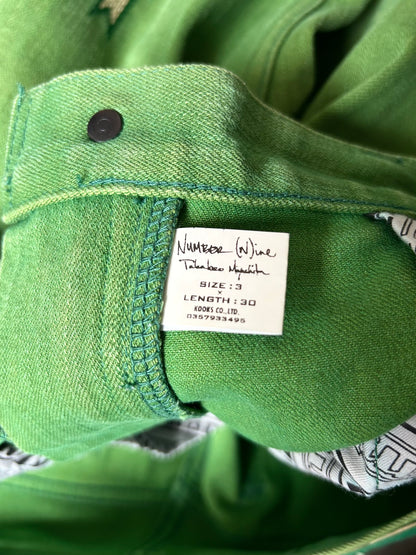 NUMBER (N)ine
Takahiro Miyashita
SIZE : 3
×
LENGTH : 30
KOOKS CO.,LTD.
0357933495